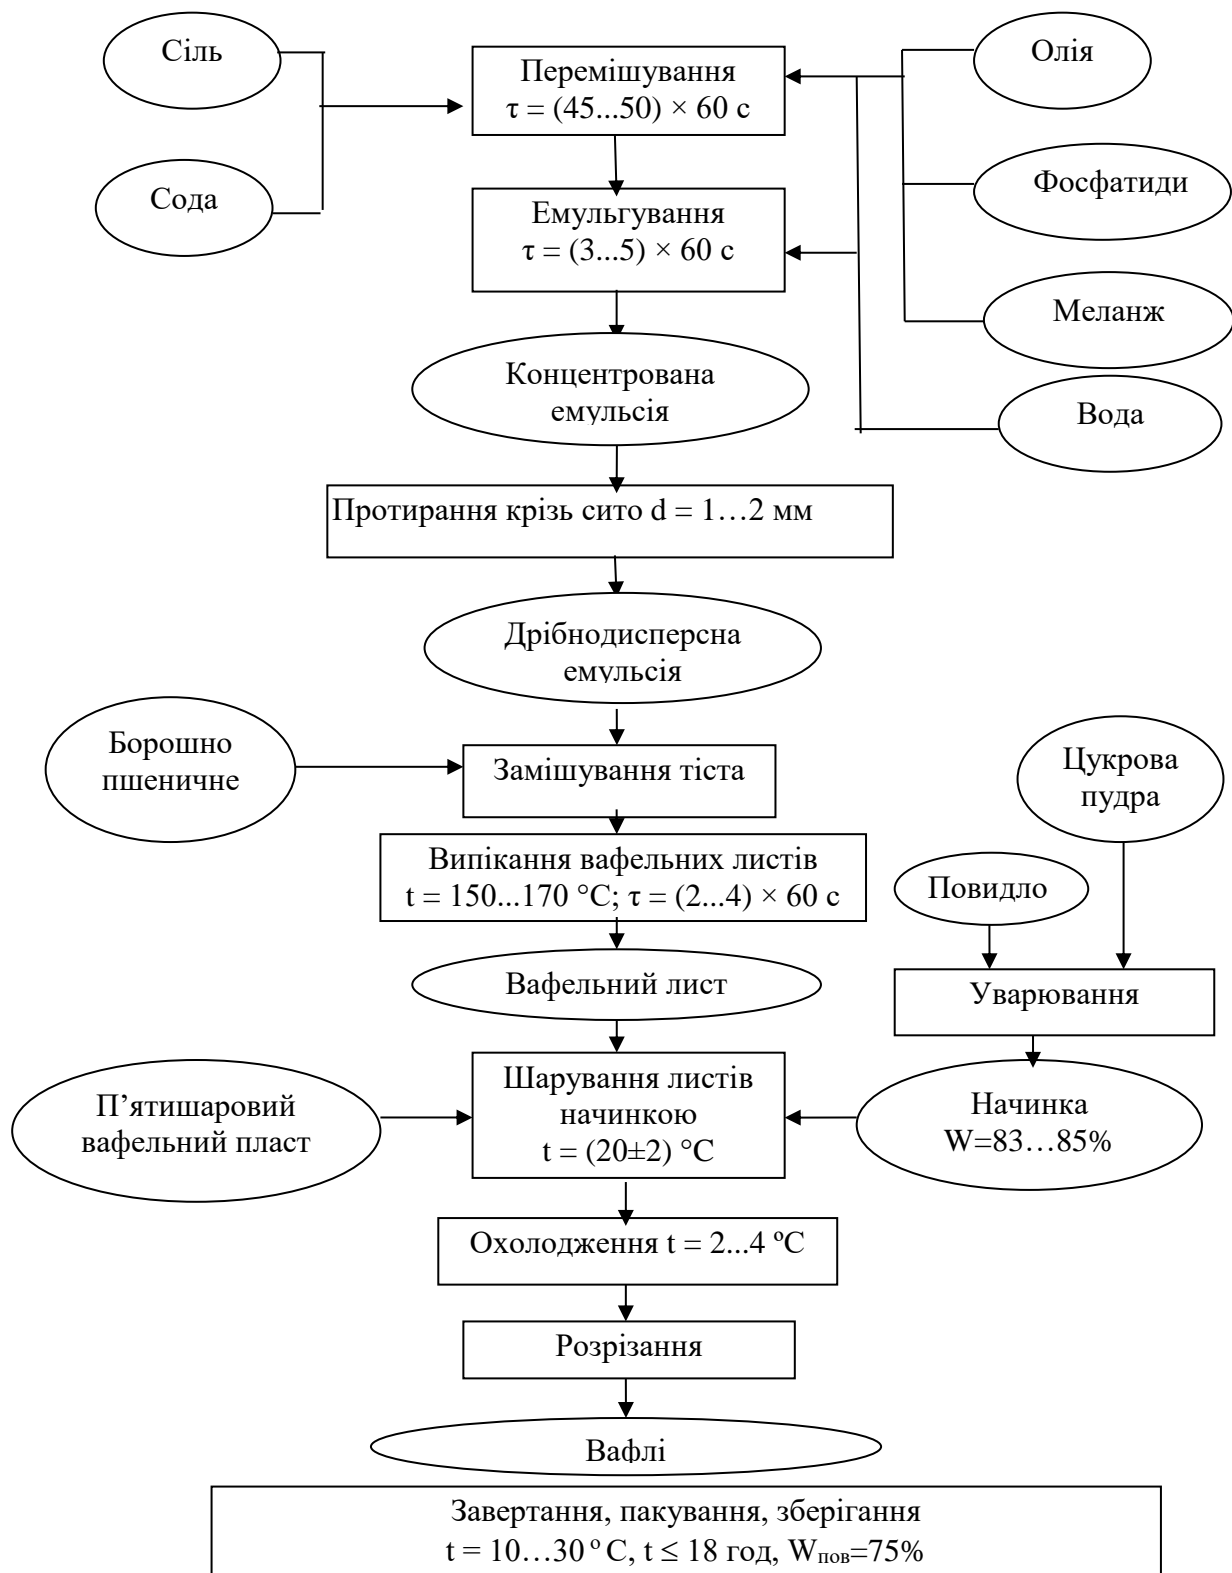 Сіль
Перемішування
τ = (45...50) × 60 с
Олія
Сода
Фосфатиди
Емульгування
τ = (3...5) × 60 с
Меланж
Концентрована
емульсія
Вода
Протирання крізь сито d = 1…2 мм
Дрібнодисперсна
емульсія
Борошно
пшеничне
Замішування тіста
Цукрова
пудра
Випікання вафельних листів
t = 150...170 °С; τ = (2...4) × 60 с
Повидло
Вафельний лист
Уварювання
П’ятишаровий
вафельний пласт
Шарування листів
начинкою
t = (20±2) °С
Начинка
W=83…85%
Охолодження t = 2...4 ºС
Розрізання
Вафлі
Завертання, пакування, зберігання
t = 10…30 º С, t ≤ 18 год, Wпов=75%